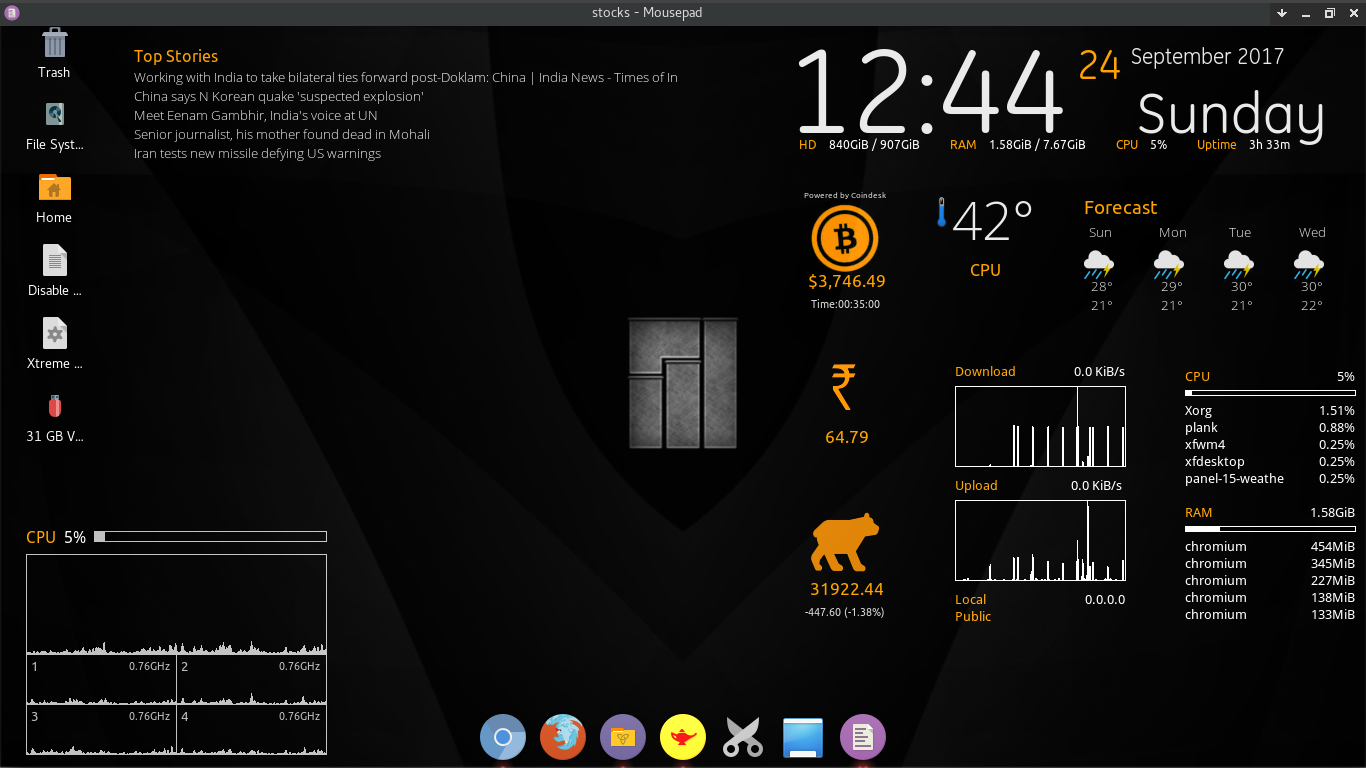 stocks - Mousepad
Trash
File Syst...
Home
Disable ...
Xtreme ...
31 GB V...
Top Stories
Working with India to take bilateral ties forward post-Doklam: China | India News - Times of In
China says N Korean quake 'suspected explosion'
Meet Eenam Gambhir, India's voice at UN
Senior journalist, his mother found dead in Mohali
Iran tests new missile defying US warnings
12:44 24 September 2017
Sunday
HD 840GiB / 907GiB RAM 1.58GiB / 7.67GiB CPU 5% Uptime 3h 33m
Powered by Coindesk
$3,746.49
Time:00:35:00
42°
CPU
Forecast
Sun Mon Tue Wed
28° 29° 30° 30°
21° 21° 21° 22°
₹
64.79
31922.44
-447.60 (-1.38%)
Download 0.0 KiB/s
Upload 0.0 KiB/s
Local 0.0.0.0
Public
CPU 5%
Xorg 1.51%
plank 0.88%
xfwm4 0.25%
xfdesktop 0.25%
panel-15-weathe 0.25%
RAM 1.58GiB
chromium 454MiB
chromium 345MiB
chromium 227MiB
chromium 138MiB
chromium 133MiB
CPU 5%
1 0.76GHz 2 0.76GHz
3 0.76GHz 4 0.76GHz